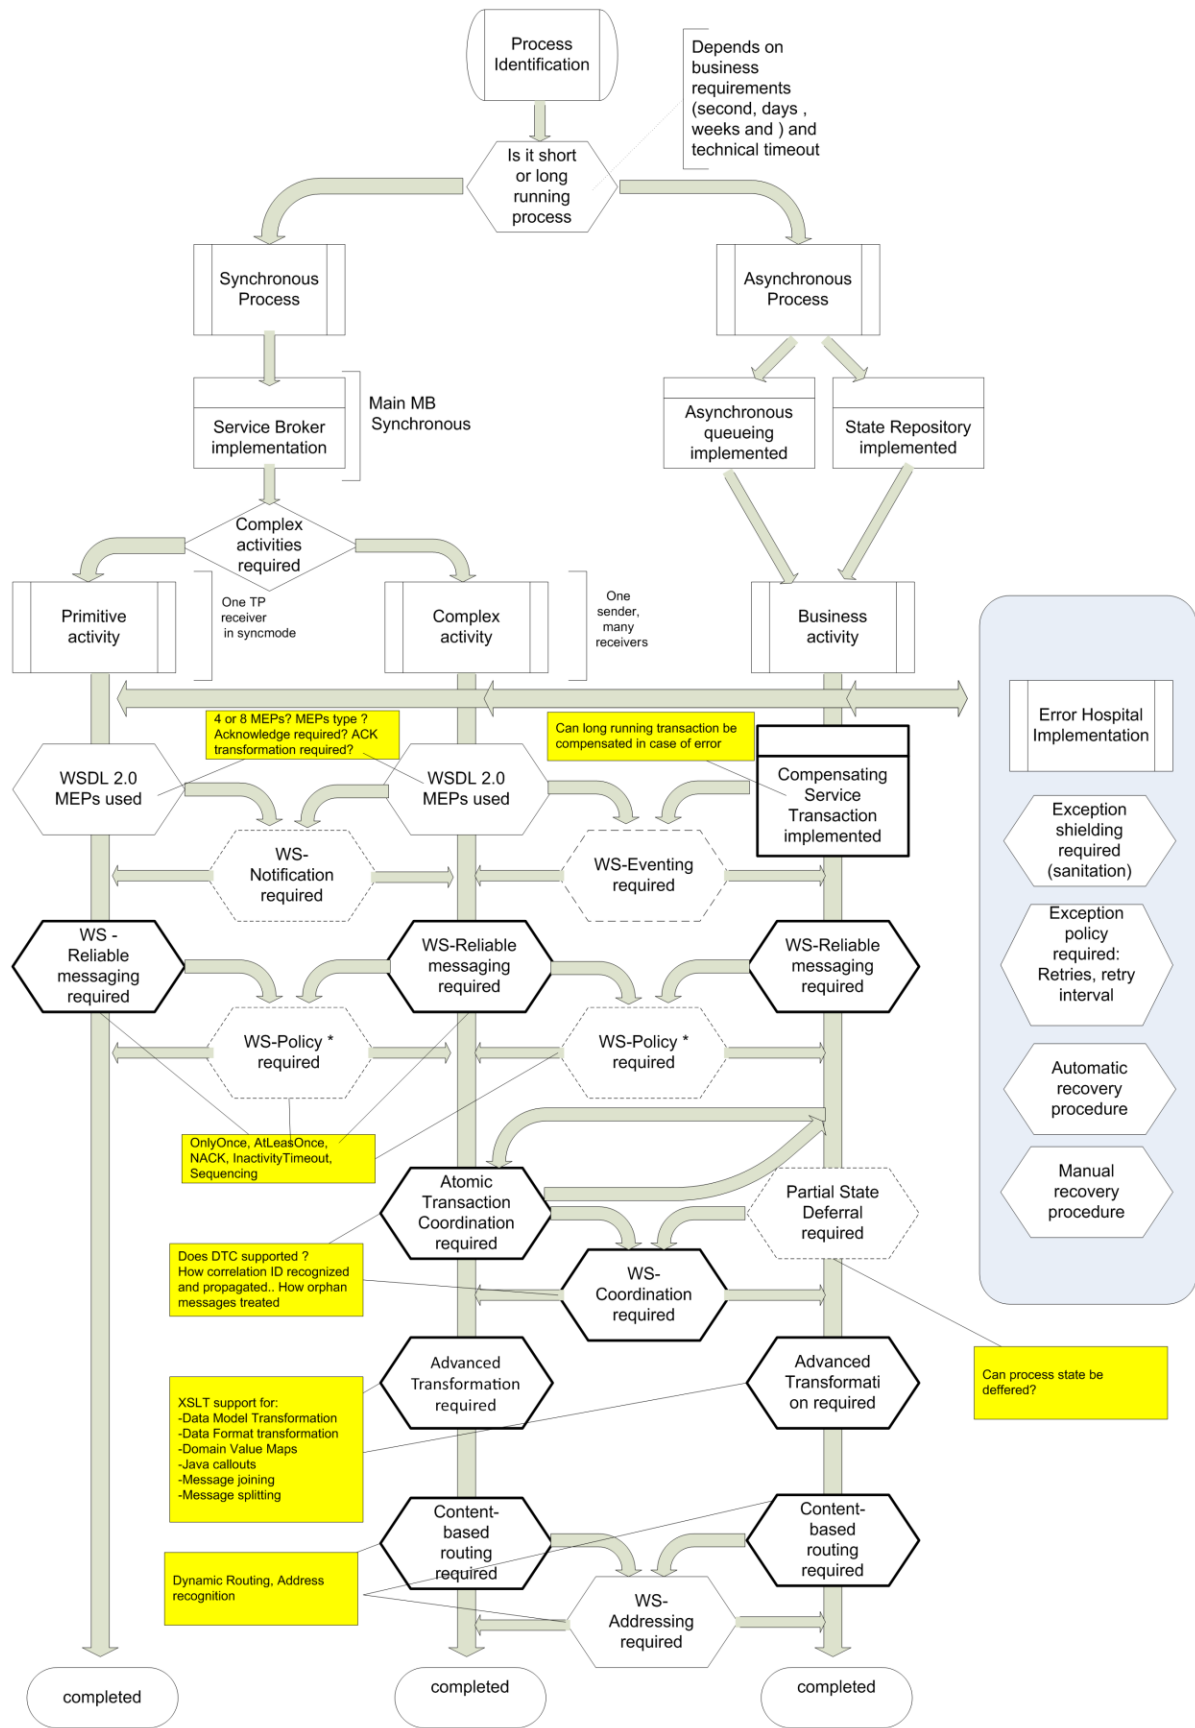 Process
Identification
Depends on
business
requirements
(second, days ,
weeks and ) and
technical timeout
Is it short
or long
running
process
Synchronous
Process
Asynchronous
Process
Service Broker
implementation
Main MB
Synchronous
Asynchronous
queueing
implemented
State Repository
implemented
Complex
activities
required
Primitive
activity
One TP
receiver
in syncmode
Complex
activity
One
sender,
many
receivers
Business
activity
4 or 8 MEPs? MEPs type ?
Acknowledge required? ACK
transformation required?
Can long running transaction be
compensated in case of error
Error Hospital
Implementation
WSDL 2.0
MEPs used
WSDL 2.0
MEPs used
Compensating
Service
Transaction
implemented
Exception
shielding
required
(sanitation)
WS-
Notification
required
WS-Eventing
required
Exception
policy
required:
Retries, retry
interval
WS -
Reliable
messaging
required
WS-Reliable
messaging
required
WS-Reliable
messaging
required
WS-Policy *
required
WS-Policy *
required
Automatic
recovery
procedure
OnlyOnce, AtLeasOnce,
NACK, InactivityTimeout,
Sequencing
Atomic
Transaction
Coordination
required
Partial State
Deferral
required
Manual
recovery
procedure
Does DTC supported ?
How correlation ID recognized
and propagated.. How orphan
messages treated
WS-
Coordination
required
Advanced
Transformation
required
Advanced
Transformati
on required
Can process state be
deffered?
XSLT support for:
-Data Model Transformation
-Data Format transformation
-Domain Value Maps
-Java callouts
-Message joining
-Message splitting
Content-
based
routing
required
Content-
based
routing
required
Dynamic Routing, Address
recognition
WS-
Addressing
required
completed
completed
completed